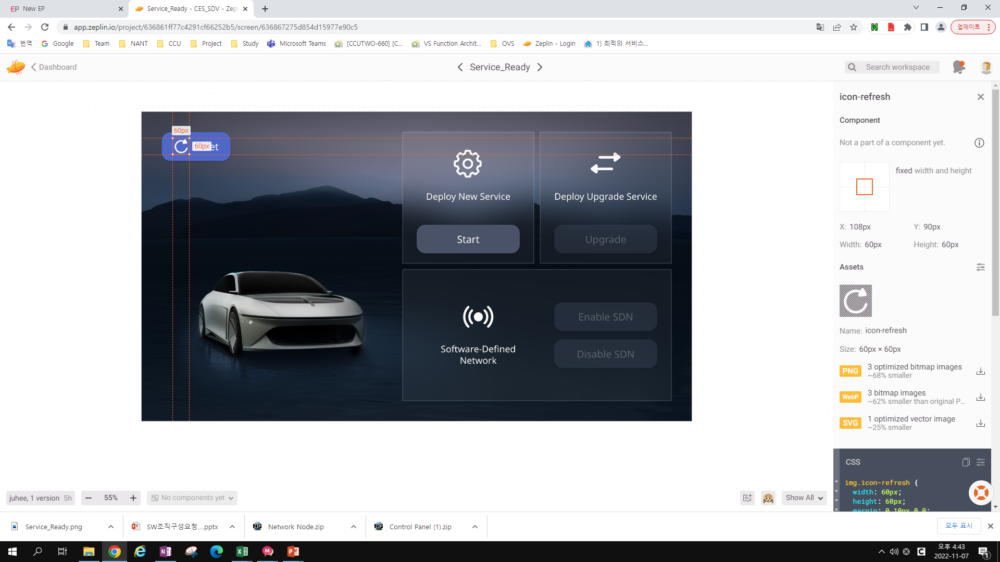 EP New EP
Service_Ready - CES_SDV - Zepl
app.zeplin.io/project/636861ff77c4291cf66252b5/screen/636867275d854d15977e90c5
업데이트
번역 Google Team NANT CCU Project Study Microsoft Teams [CCUTWO-660] [C... VS Function Archit... OVS Zeplin - Login 1) 최적의 서비스...
Dashboard
Service_Ready
Search workspace
60px
60px
et
Deploy New Service
Start
Deploy Upgrade Service
Upgrade
Software-Defined
Network
Enable SDN
Disable SDN
icon-refresh
Component
Not a part of a component yet.
fixed width and height
X: 108px Y: 90px
Width: 60px Height: 60px
Assets
Name: icon-refresh
Size: 60px × 60px
PNG 3 optimized bitmap images
~68% smaller
WebP 3 bitmap images
~62% smaller than original P...
SVG 1 optimized vector image
~25% smaller
CSS
img.icon-refresh {
width: 60px;
height: 60px;
margin: 0 10px 0 0;
juhee, 1 version 5h
55%
No components yet
Show All
Service_Ready.png
SW조직구성요청....pptx
Network Node.zip
Control Panel (1).zip
모두 표시
오후 4:43
2022-11-07
1